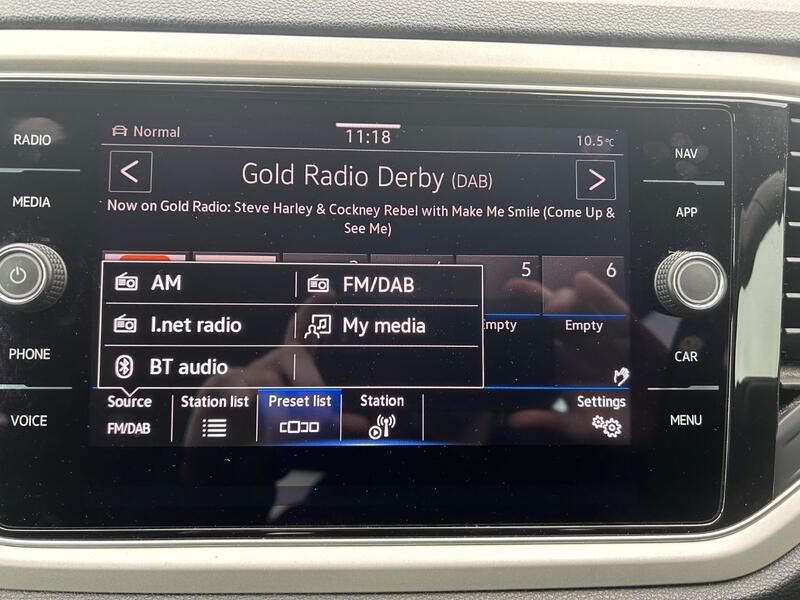 RADIO
MEDIA
PHONE
VOICE
Normal
11:18
10.5°C
Gold Radio Derby (DAB)
Now on Gold Radio: Steve Harley & Cockney Rebel with Make Me Smile (Come Up &
See Me)
5
6
AM
FM/DAB
I.net radio
My media
BT audio
Empty
Source
FM/DAB
Station list
Preset list
Station
Settings
NAV
APP
CAR
MENU